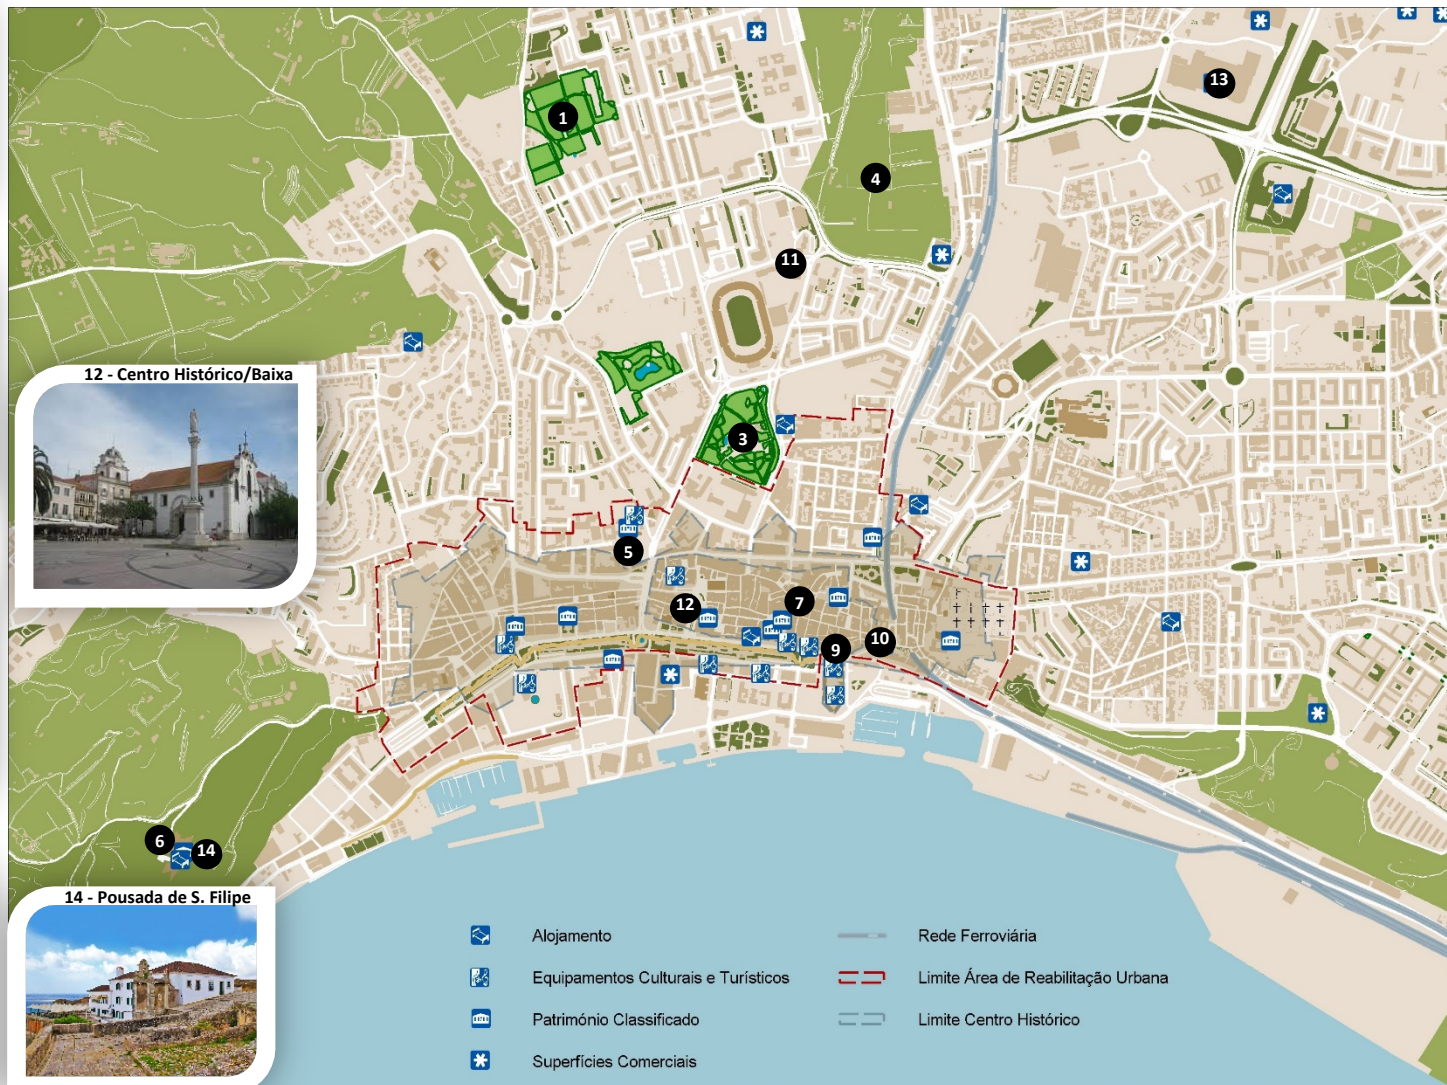 1
13
4
11
12 - Centro Histórico/Baixa
3
5
12
7
9
10
6
14
14 - Pousada de S. Filipe
Alojamento
Equipamentos Culturais e Turísticos
Património Classificado
Superfícies Comerciais
Rede Ferroviária
Limite Área de Reabilitação Urbana
Limite Centro Histórico